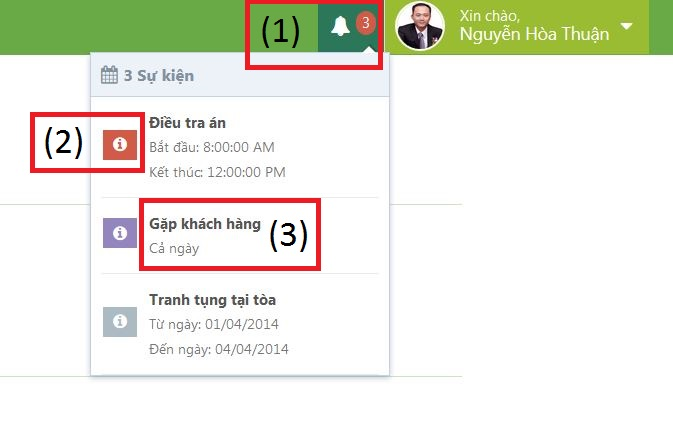 (1)
3
Xin chào,
Nguyễn Hòa Thuận
3 Sự kiện
(2)
Điều tra án
Bắt đầu: 8:00:00 AM
Kết thúc: 12:00:00 PM
Gặp khách hàng
(3)
Cả ngày
Tranh tụng tại tòa
Từ ngày: 01/04/2014
Đến ngày: 04/04/2014